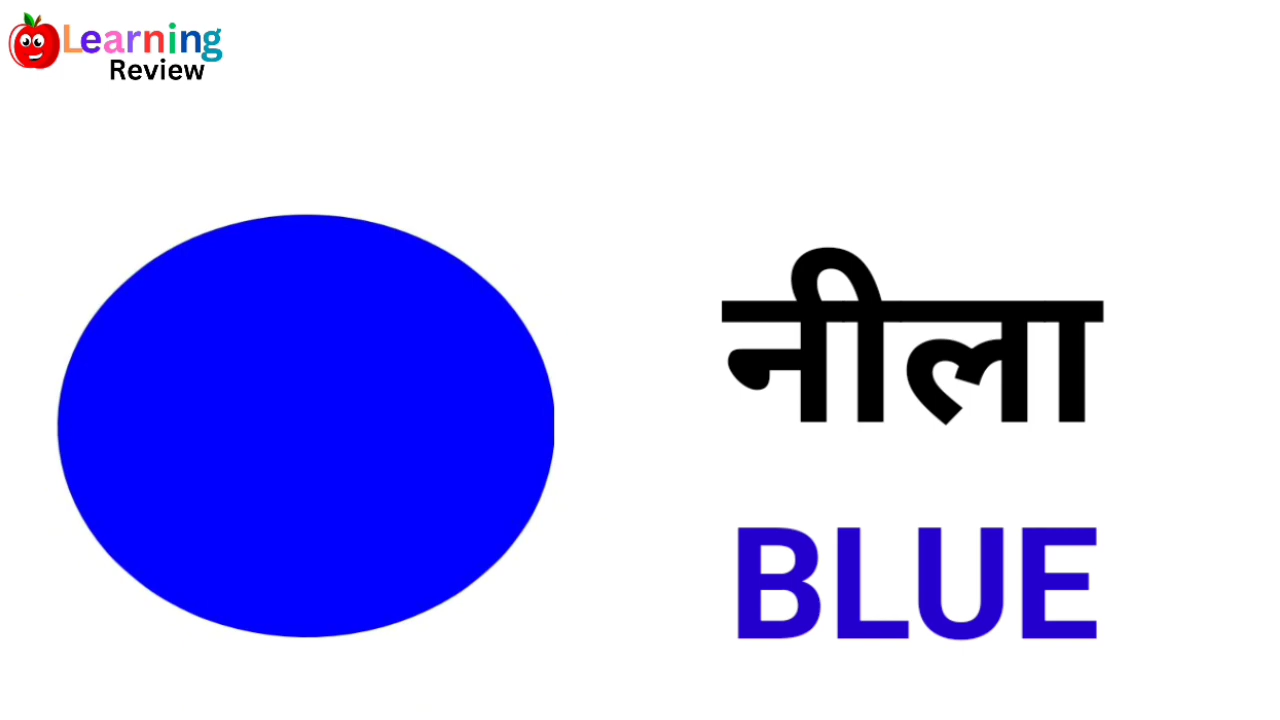 Learning
Review
नीला
BLUE